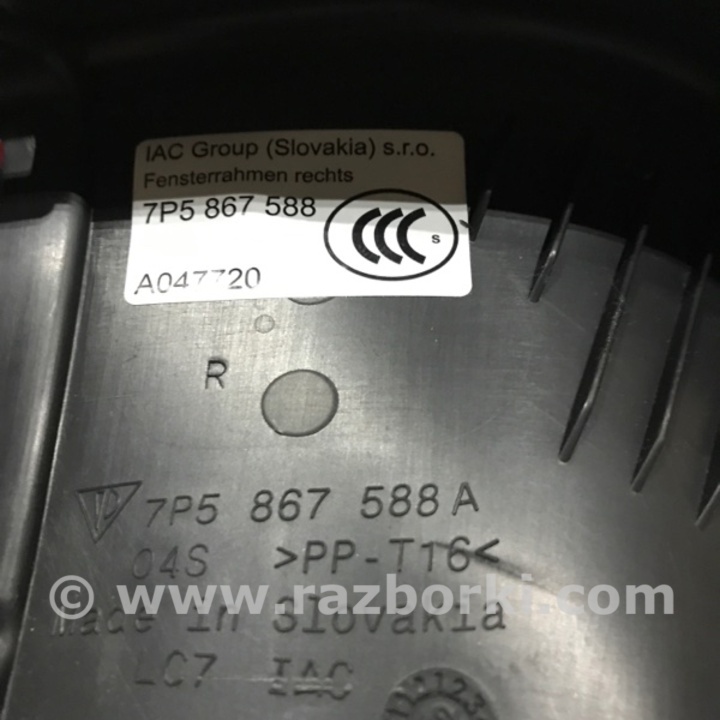 IAC Group (Slovakia) s.r.o.
Fensterrahmen rechts
7P5 867 588
CCC s
A047720
R
7P5 867 588 A
04S >PP-T16<
© www.razborki.com
Made in Slovakia
LC7 IAC